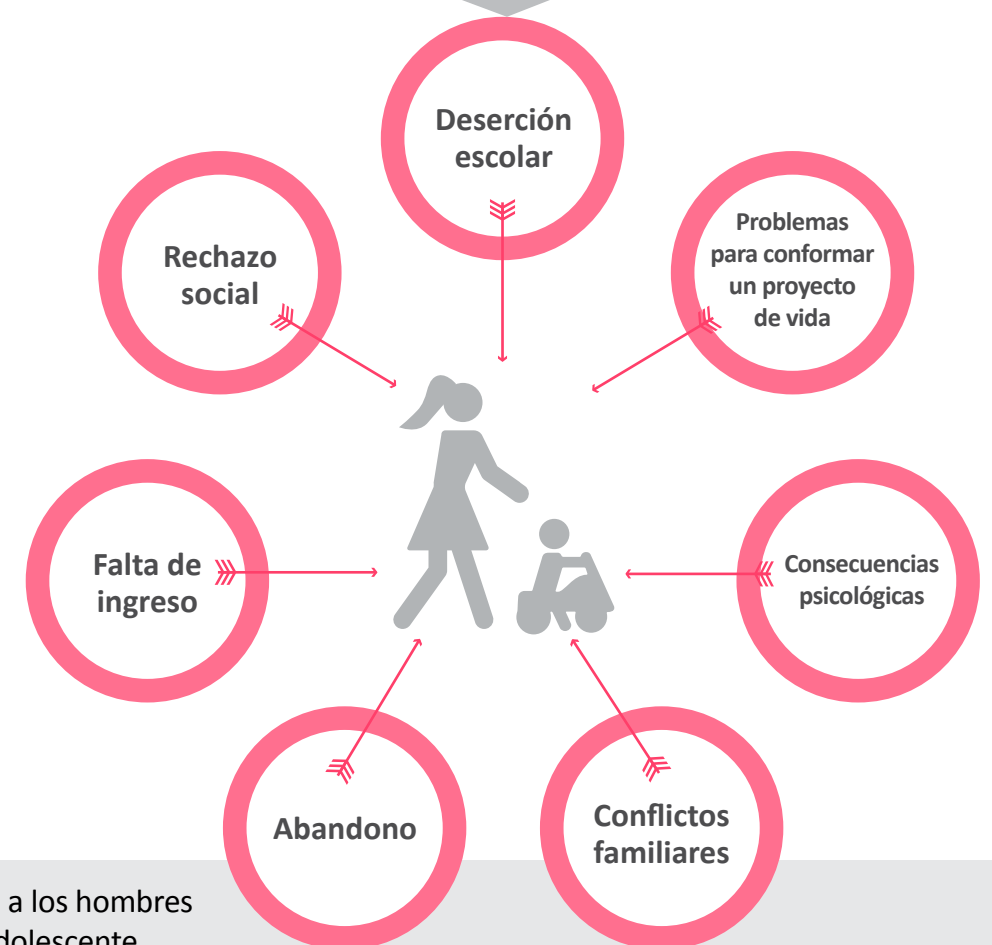 Deserción
escolar
Problemas
para conformar
un proyecto
de vida
Rechazo
social
Consecuencias
psicológicas
Falta de
ingreso
Abandono
Conflictos
familiares
a los hombres
dolescente